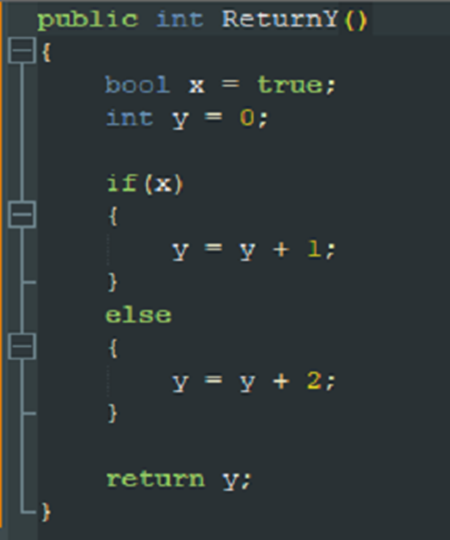 public int ReturnY()
{
bool x = true;
int y = 0;
if(x)
{
y = y + 1;
}
else
{
y = y + 2;
}
return y;
}